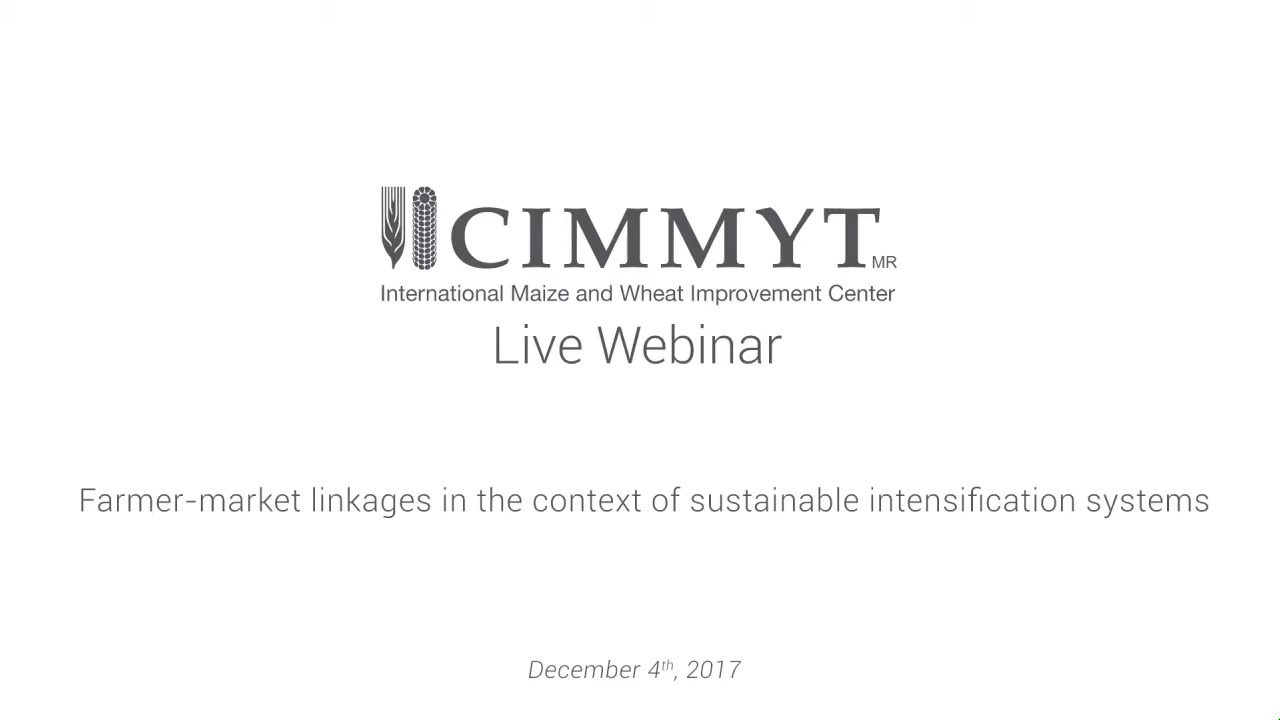 CIMMYT MR
International Maize and Wheat Improvement Center
Live Webinar
Farmer-market linkages in the context of sustainable intensification systems
December 4th, 2017